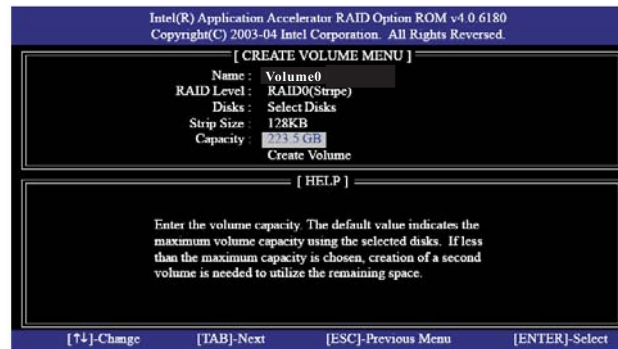 Intel(R) Application Accelerator RAID Option ROM v4.0.6180
Copyright(C) 2003-04 Intel Corporation. All Rights Reversed.
[ CREATE VOLUME MENU ]
Name : Volume0
RAID Level : RAID0(Stripe)
Disks : Select Disks
Strip Size : 128KB
Capacity : 223.5 GB
Create Volume
[ HELP ]
Enter the volume capacity. The default value indicates the
maximum volume capacity using the selected disks. If less
than the maximum capacity is chosen, creation of a second
volume is needed to utilize the remaining space.
[↑↓]-Change [TAB]-Next [ESC]-Previous Menu [ENTER]-Select